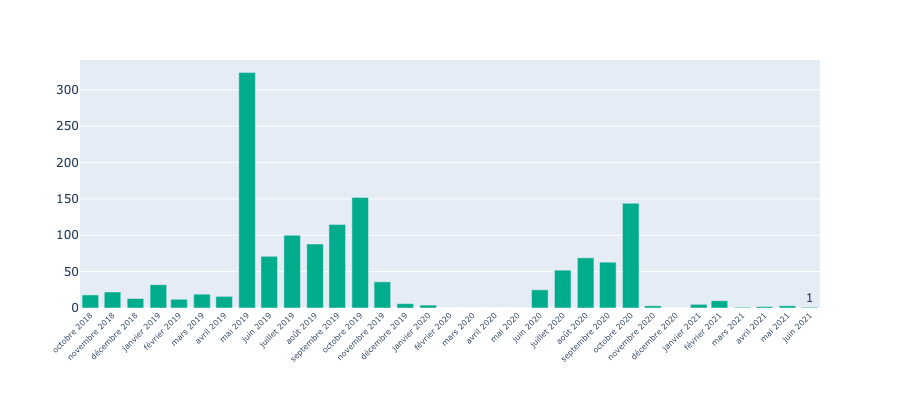 300
250
200
150
100
50
0
1
octobre 2018
novembre 2018
décembre 2018
janvier 2019
février 2019
mars 2019
avril 2019
mai 2019
juin 2019
juillet 2019
août 2019
septembre 2019
octobre 2019
novembre 2019
décembre 2019
janvier 2020
février 2020
mars 2020
avril 2020
mai 2020
juin 2020
juillet 2020
août 2020
septembre 2020
octobre 2020
novembre 2020
décembre 2020
janvier 2021
février 2021
mars 2021
avril 2021
mai 2021
juin 2021